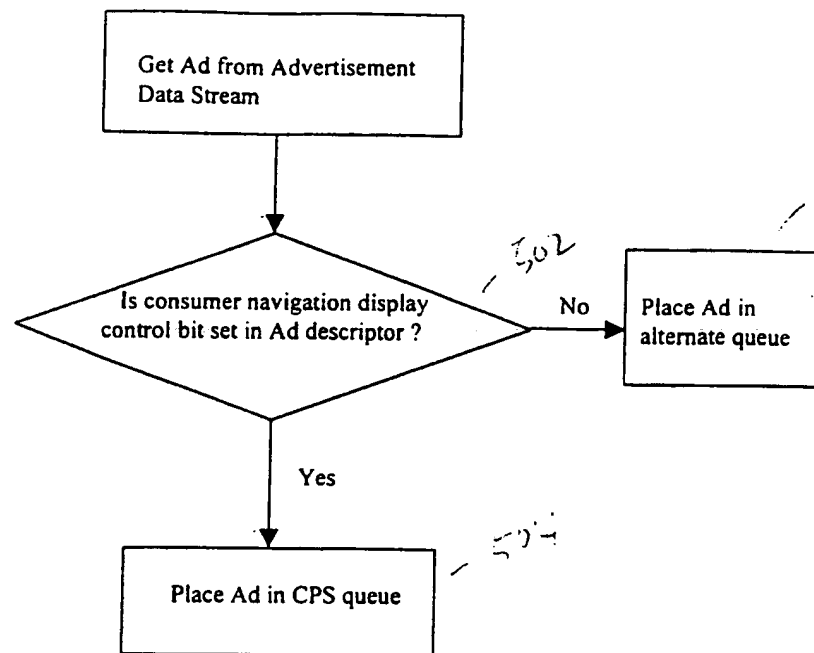 Get Ad from Advertisement
Data Stream
Is consumer navigation display
control bit set in Ad descriptor ?
502
No
Place Ad in
alternate queue
Yes
Place Ad in CPS queue